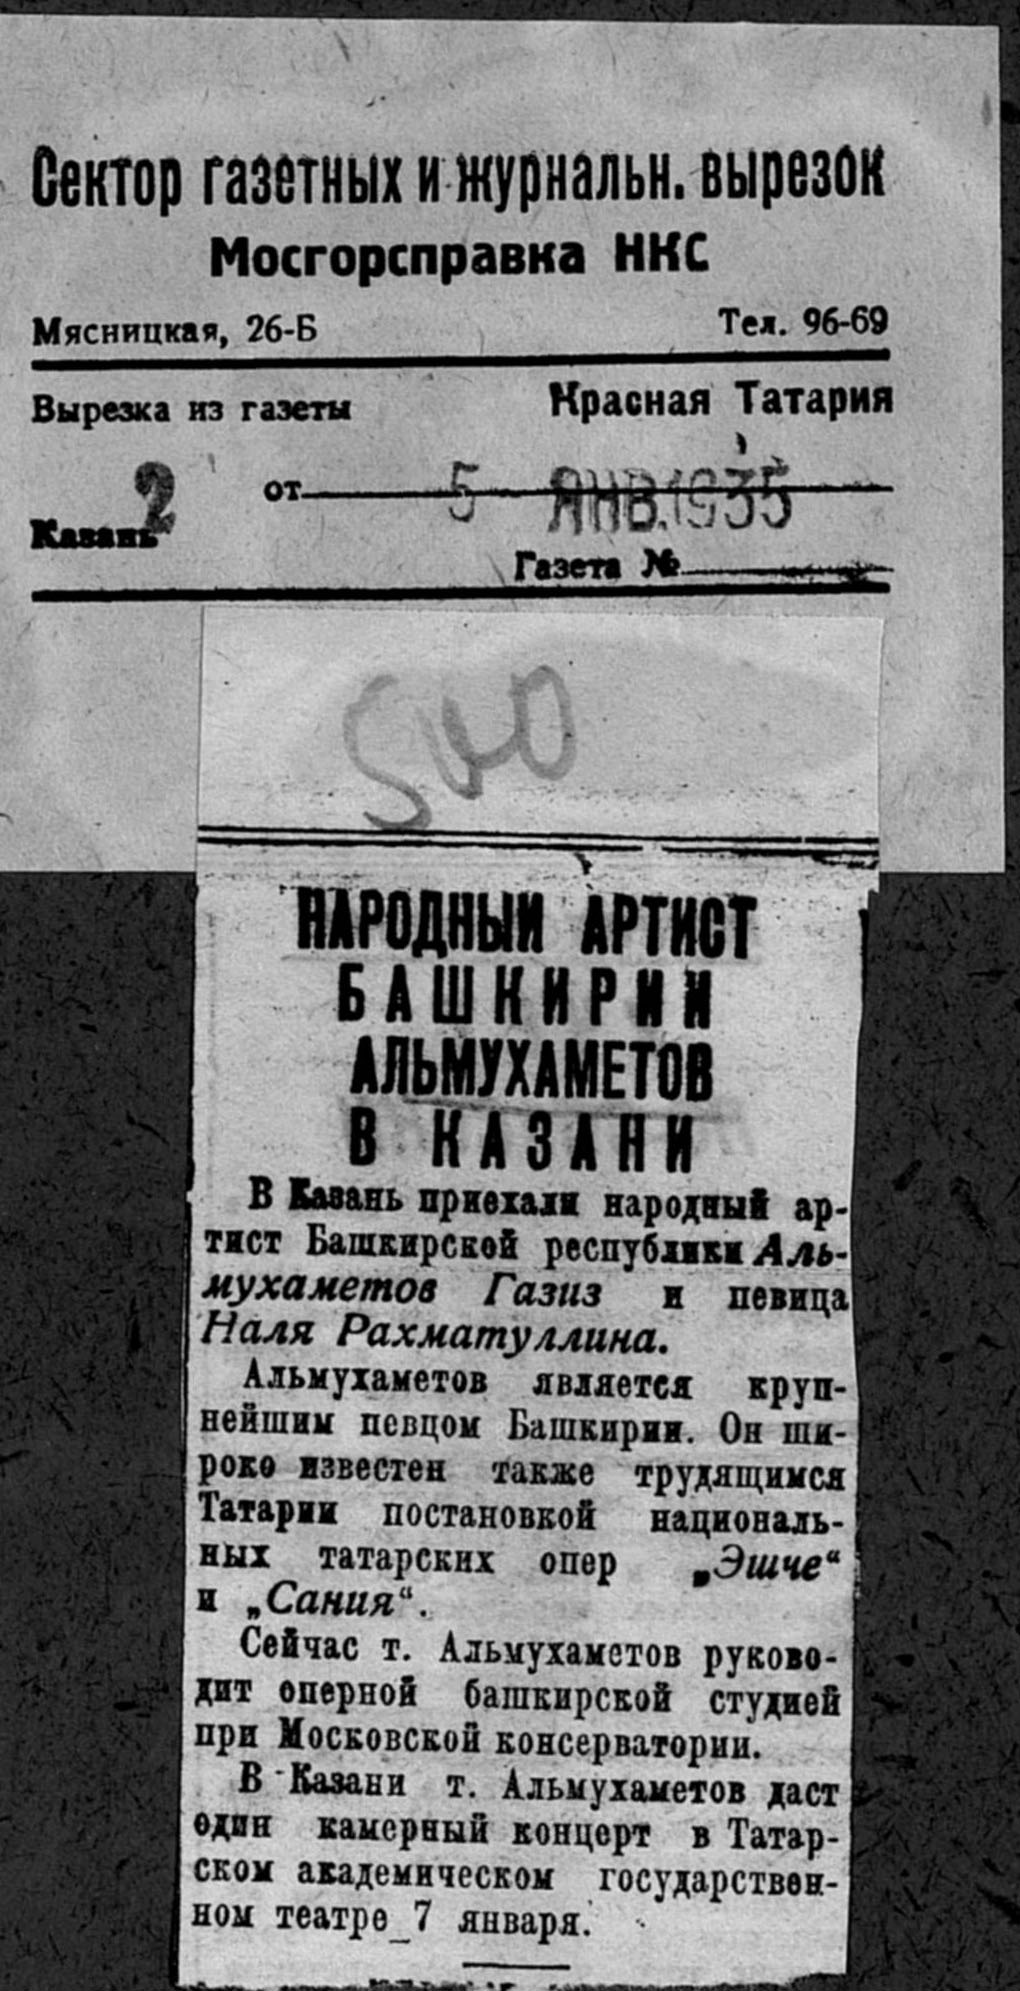 Сектор газетных и журнальн. вырезок
Мосгорсправка НКС
Мясницкая, 26-Б Тел. 96-69
Вырезка из газеты Красная Татария
от 5 ЯНВ.1935
2
Казань
Газета №
НАРОДНЫЙ АРТИСТ
БАШКИРИИ
АЛЬМУХАМЕТОВ
В КАЗАНИ
В Казань приехали народный ар-
тист Башкирской республики Аль-
мухаметов Газиз и певица
Наля Рахматуллина.
Альмухаметов является круп-
нейшим певцом Башкирии. Он ши-
роко известен также трудящимся
Татарии постановкой националь-
ных татарских опер „Эшче“
и „Сания“.
Сейчас т. Альмухаметов руково-
дит оперной башкирской студией
при Московской консерватории.
В Казани т. Альмухаметов даст
один камерный концерт в Татар-
ском академическом государствен-
ном театре 7 января.